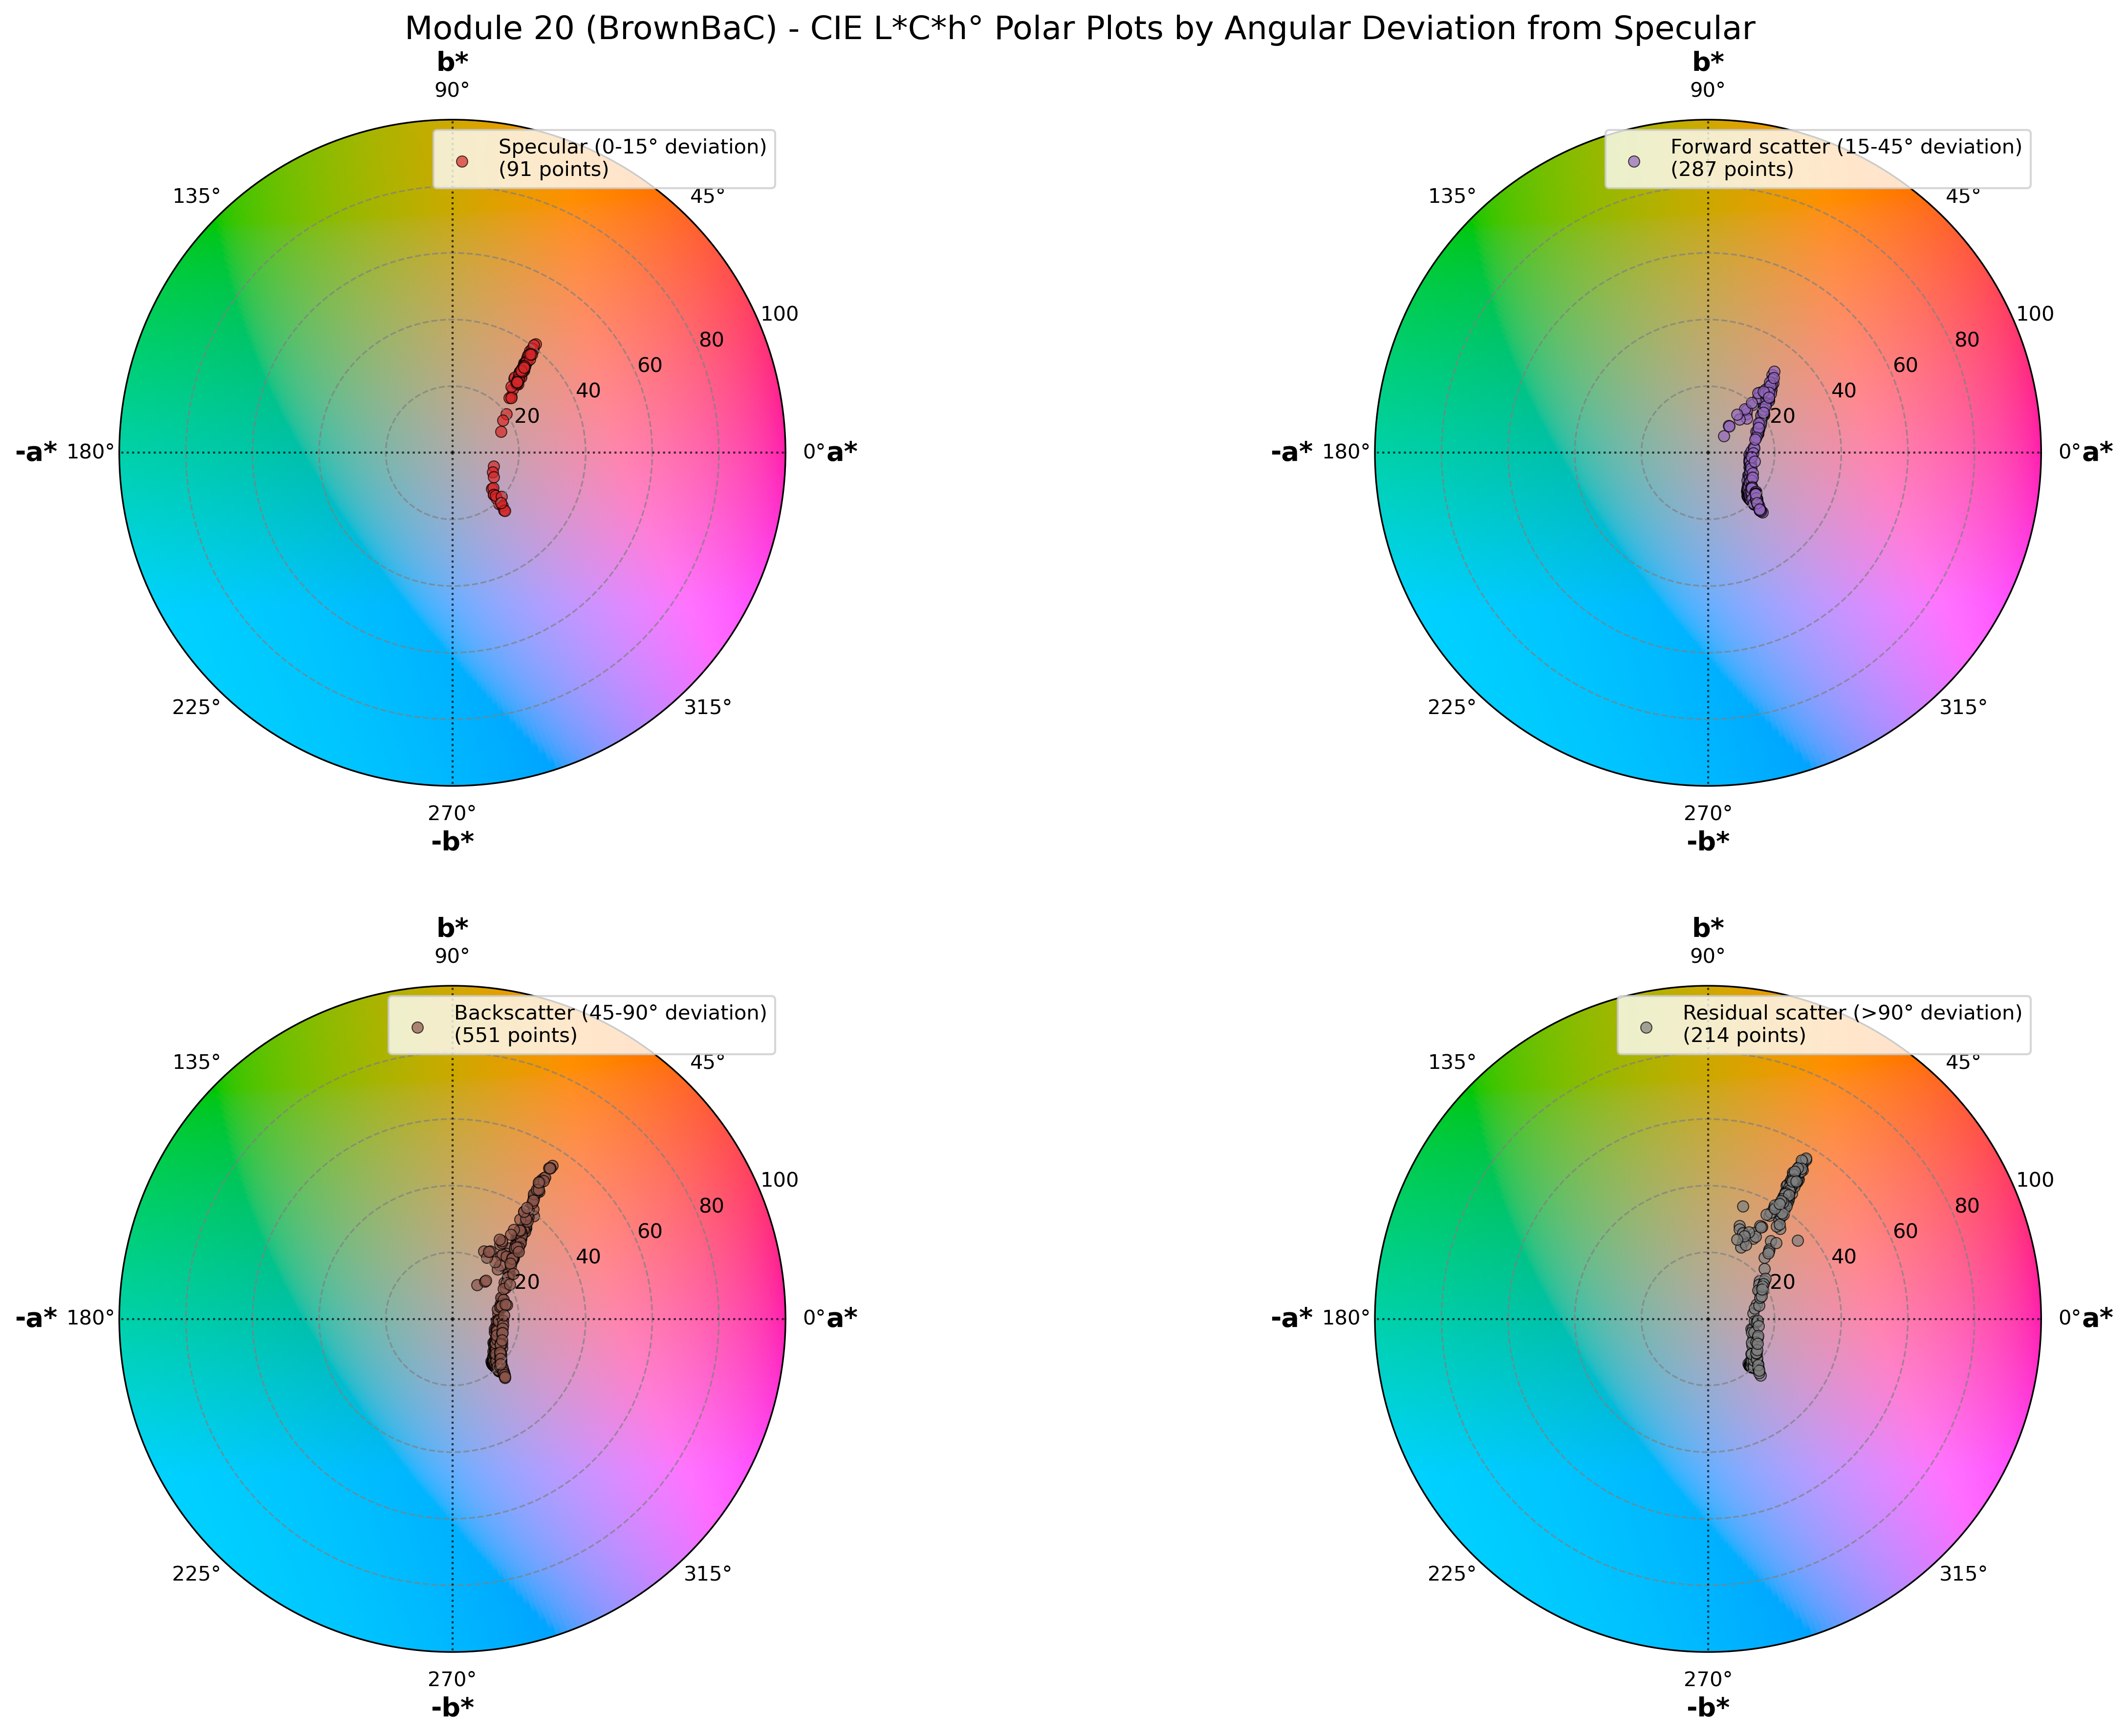 Module 20 (BrownBaC) - CIE L*C*h° Polar Plots by Angular Deviation from Specular
b*
90°
Specular (0-15° deviation)
(91 points)
135°
45°
100
80
60
40
20
-a* 180°
0° a*
225°
315°
270°
-b*
b*
90°
Forward scatter (15-45° deviation)
(287 points)
135°
45°
100
80
60
40
20
-a* 180°
0° a*
225°
315°
270°
-b*
b*
90°
Backscatter (45-90° deviation)
(551 points)
135°
45°
100
80
60
40
20
-a* 180°
0° a*
225°
315°
270°
-b*
b*
90°
Residual scatter (>90° deviation)
(214 points)
135°
45°
100
80
60
40
20
-a* 180°
0° a*
225°
315°
270°
-b*